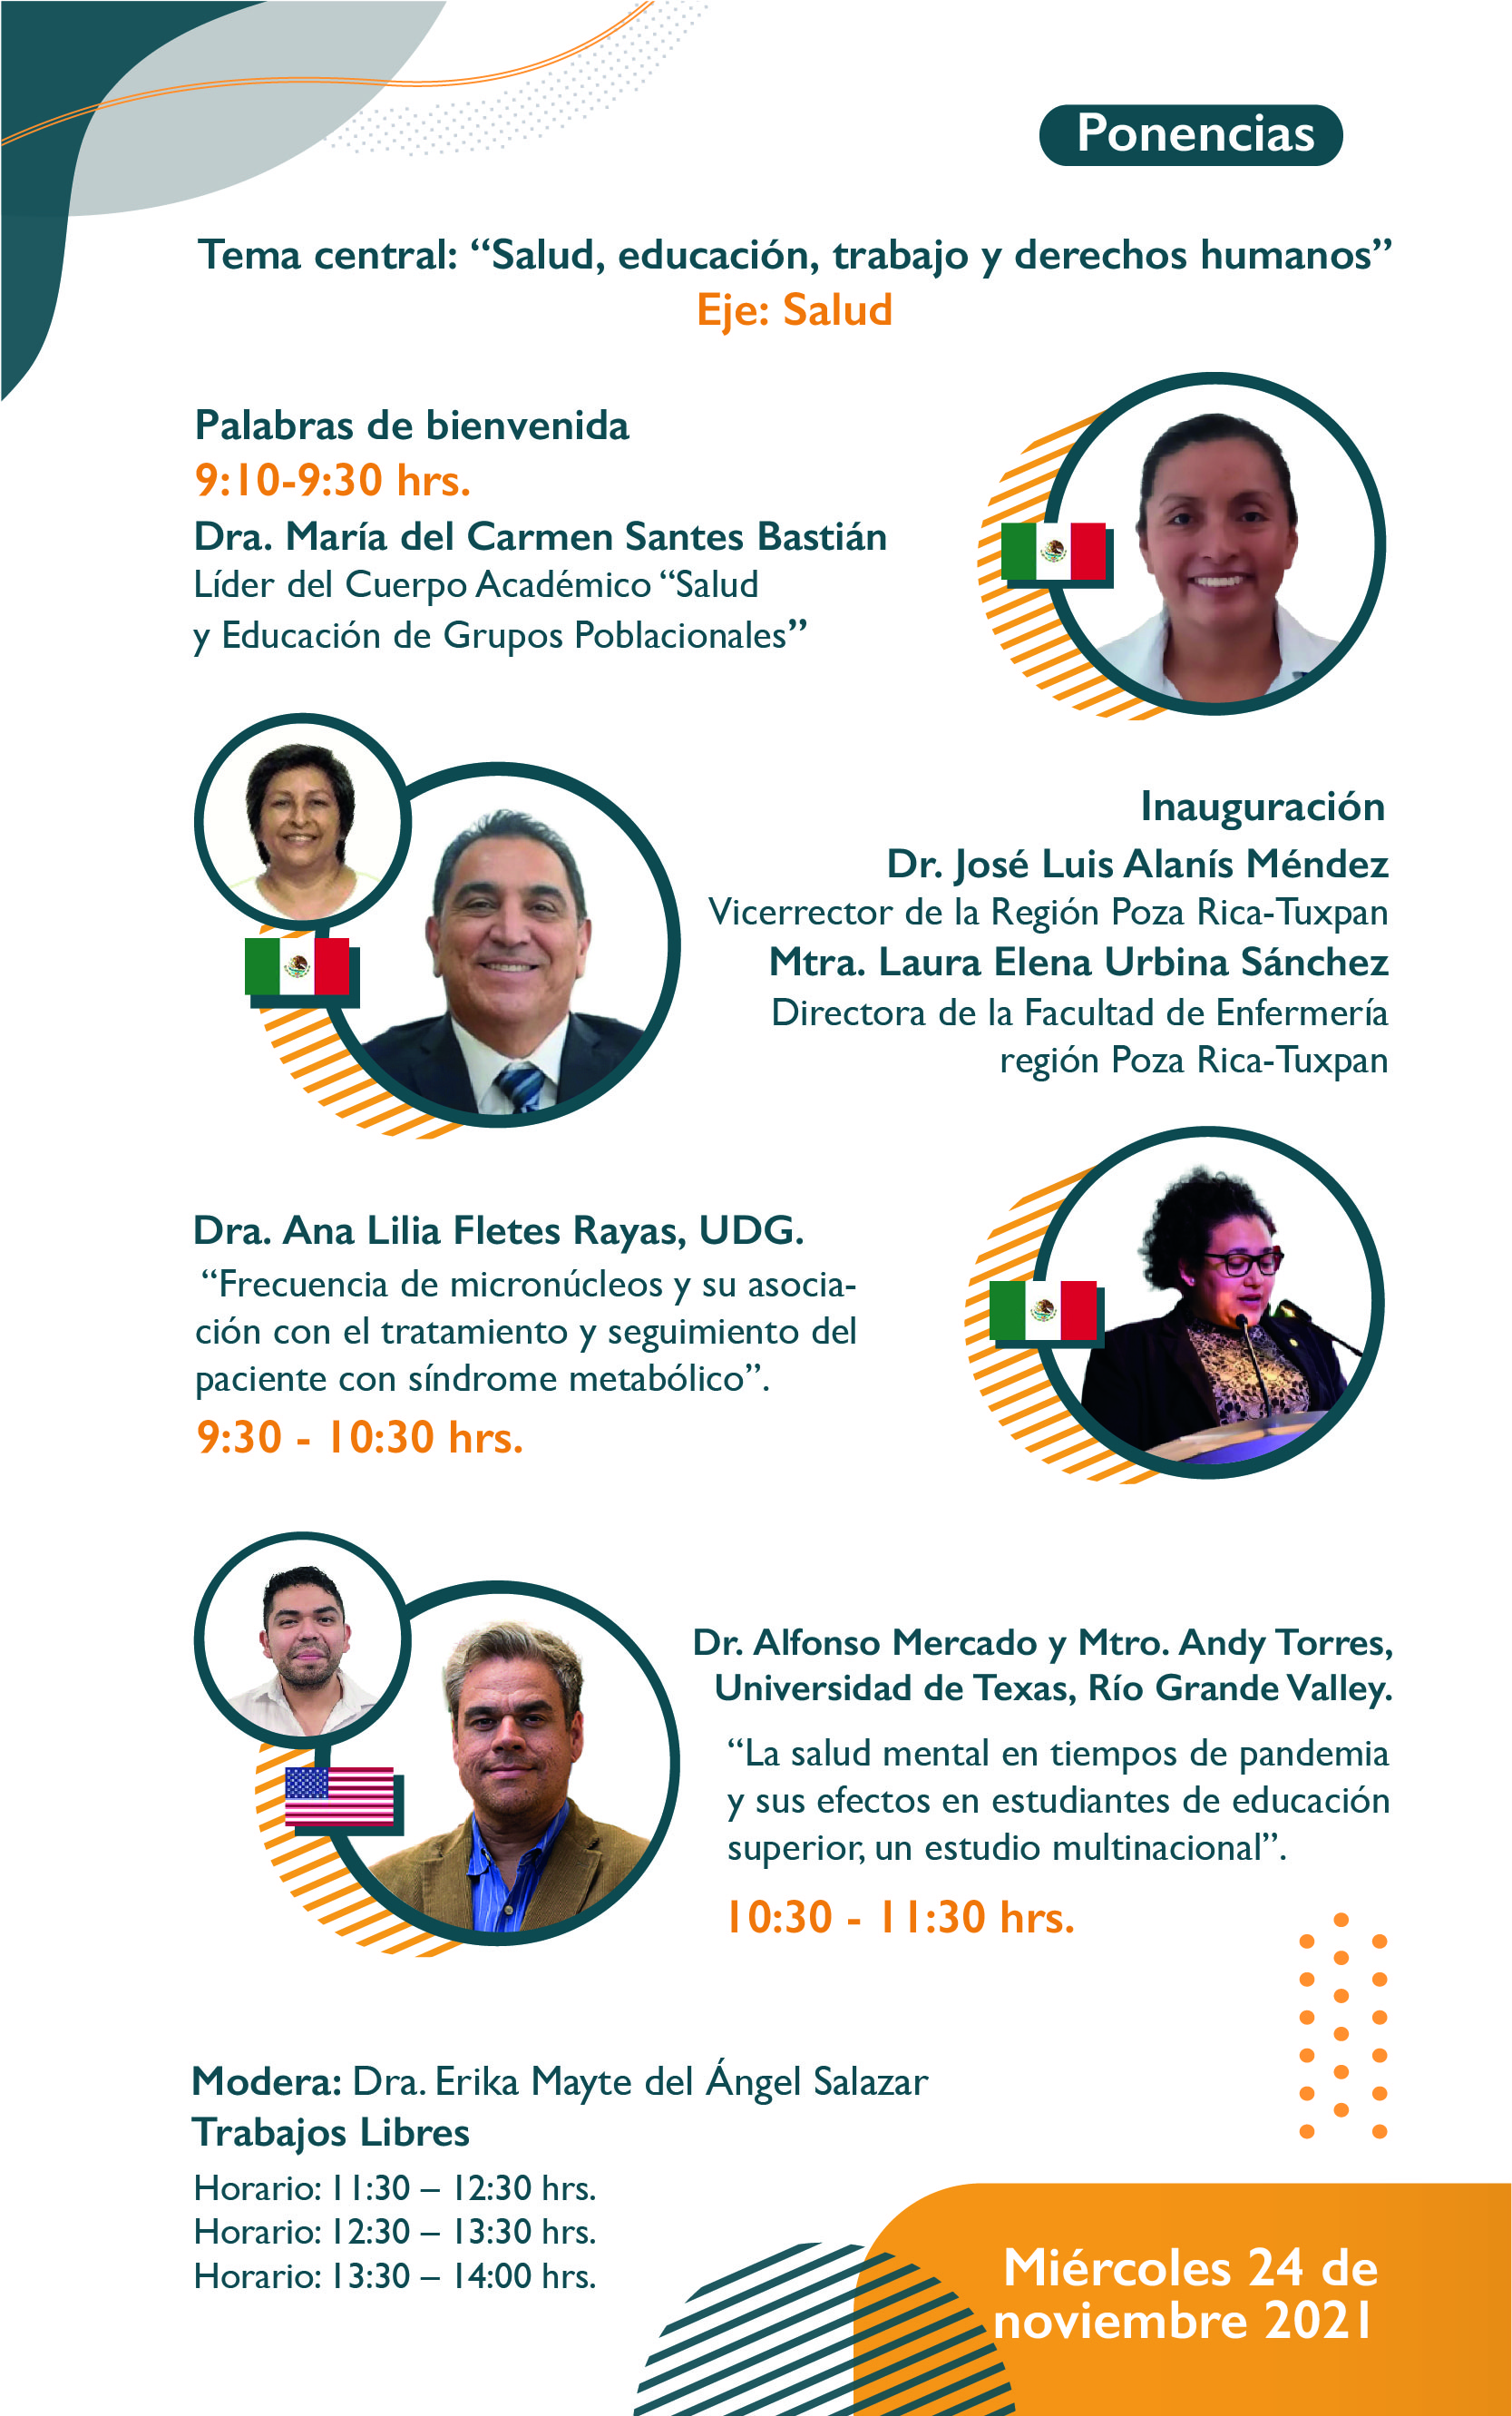 Ponencias
Tema central: “Salud, educación, trabajo y derechos humanos”
Eje: Salud
Palabras de bienvenida
9:10-9:30 hrs.
Dra. María del Carmen Santes Bastián
Líder del Cuerpo Académico “Salud
y Educación de Grupos Poblacionales”
Inauguración
Dr. José Luis Alanís Méndez
Vicerrector de la Región Poza Rica-Tuxpan
Mtra. Laura Elena Urbina Sánchez
Directora de la Facultad de Enfermería
región Poza Rica-Tuxpan
Dra. Ana Lilia Fletes Rayas, UDG.
“Frecuencia de micronúcleos y su asocia-
ción con el tratamiento y seguimiento del
paciente con síndrome metabólico”.
9:30 - 10:30 hrs.
Dr. Alfonso Mercado y Mtro. Andy Torres,
Universidad de Texas, Río Grande Valley.
“La salud mental en tiempos de pandemia
y sus efectos en estudiantes de educación
superior, un estudio multinacional”.
10:30 - 11:30 hrs.
Modera: Dra. Erika Mayte del Ángel Salazar
Trabajos Libres
Horario: 11:30 – 12:30 hrs.
Horario: 12:30 – 13:30 hrs.
Horario: 13:30 – 14:00 hrs.
Miércoles 24 de
noviembre 2021